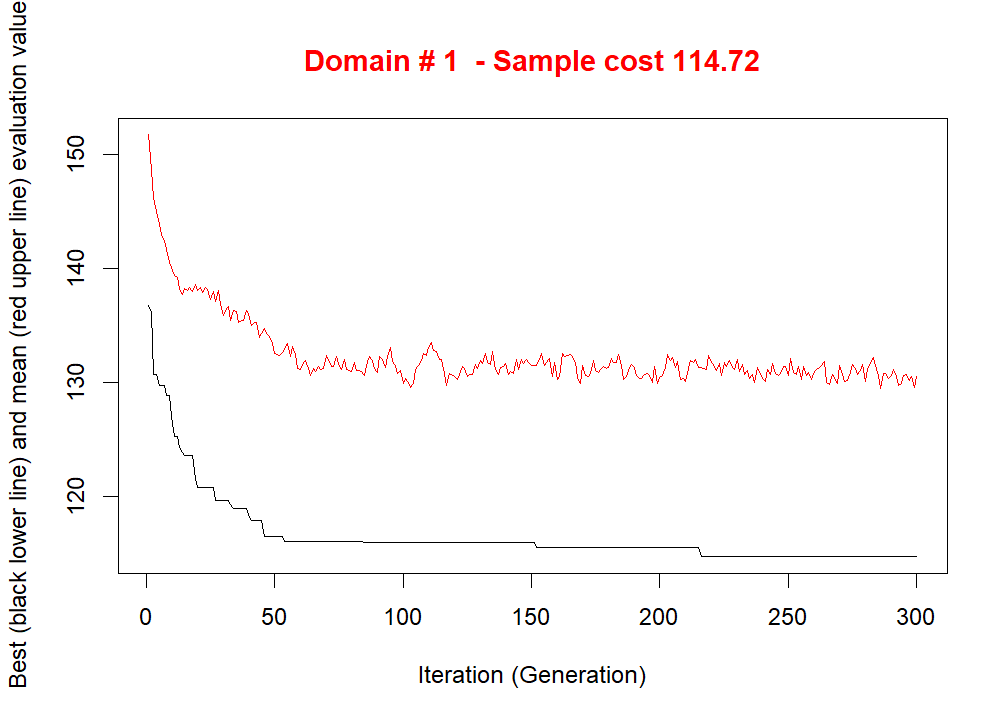 Domain # 1  - Sample cost 114.72
Best (black lower line) and mean (red upper line) evaluation value
150
140
130
120
0 50 100 150 200 250 300
Iteration (Generation)